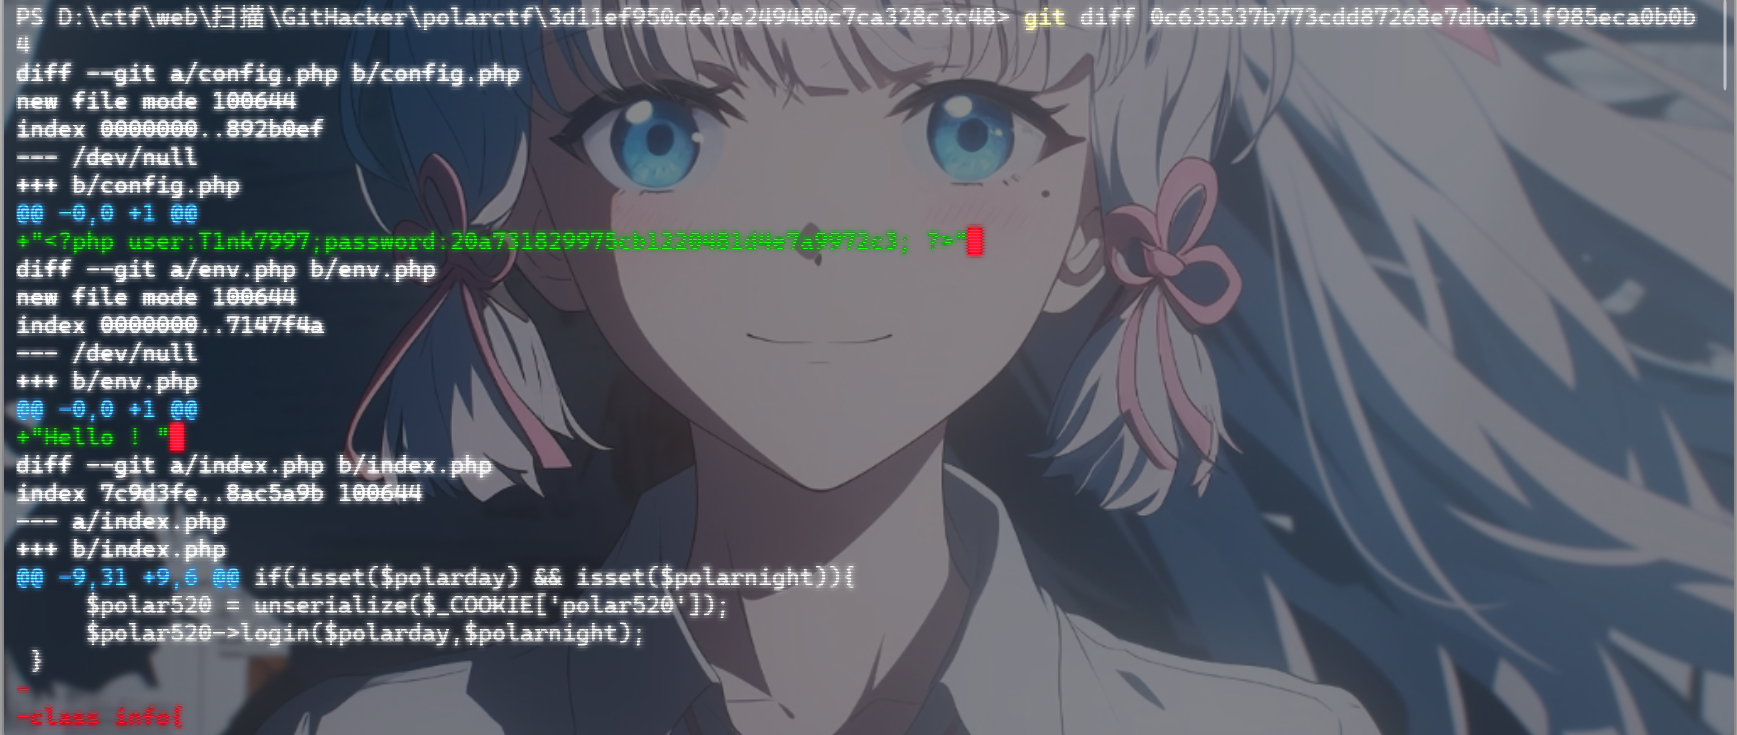 PS D:\ctf\web\扫描\GitHacker\polarctf\3d11ef950c6e2e249480c7ca328c3c48> git diff 0c635537b773cdd87268e7dbdc51f985eca0b0b
4
diff --git a/config.php b/config.php
new file mode 100644
index 0000000..892b0ef
--- /dev/null
+++ b/config.php
@@ -0,0 +1 @@
+"<?php user:T1nk7997;password:20a731829975cb1220481d4e7a9972c3; ?="
diff --git a/env.php b/env.php
new file mode 100644
index 0000000..7147f4a
--- /dev/null
+++ b/env.php
@@ -0,0 +1 @@
+"Hello ! "
diff --git a/index.php b/index.php
index 7c9d3fe..8ac5a9b 100644
--- a/index.php
+++ b/index.php
@@ -9,31 +9,6 @@ if(isset($polarday) && isset($polarnight)){
     $polar520 = unserialize($_COOKIE['polar520']);
     $polar520->login($polarday,$polarnight);
 }
-
-class info{